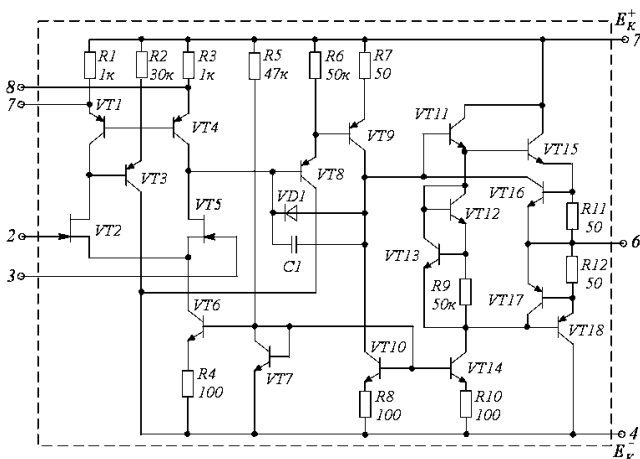 E_K^+
R1 1к
R2 30к
R3 1к
R5 47к
R6 50к
R7 50
7
8
7
VT1
VT4
VT11
VT9
VT15
VT3
VT8
VT16
VT5
VD1
VT12
R11 50
VT2
2
6
VT13
3
C1
R9 50к
R12 50
VT17
VT6
VT18
VT10
VT14
R4 100
VT7
R8 100
R10 100
4
E_K^-